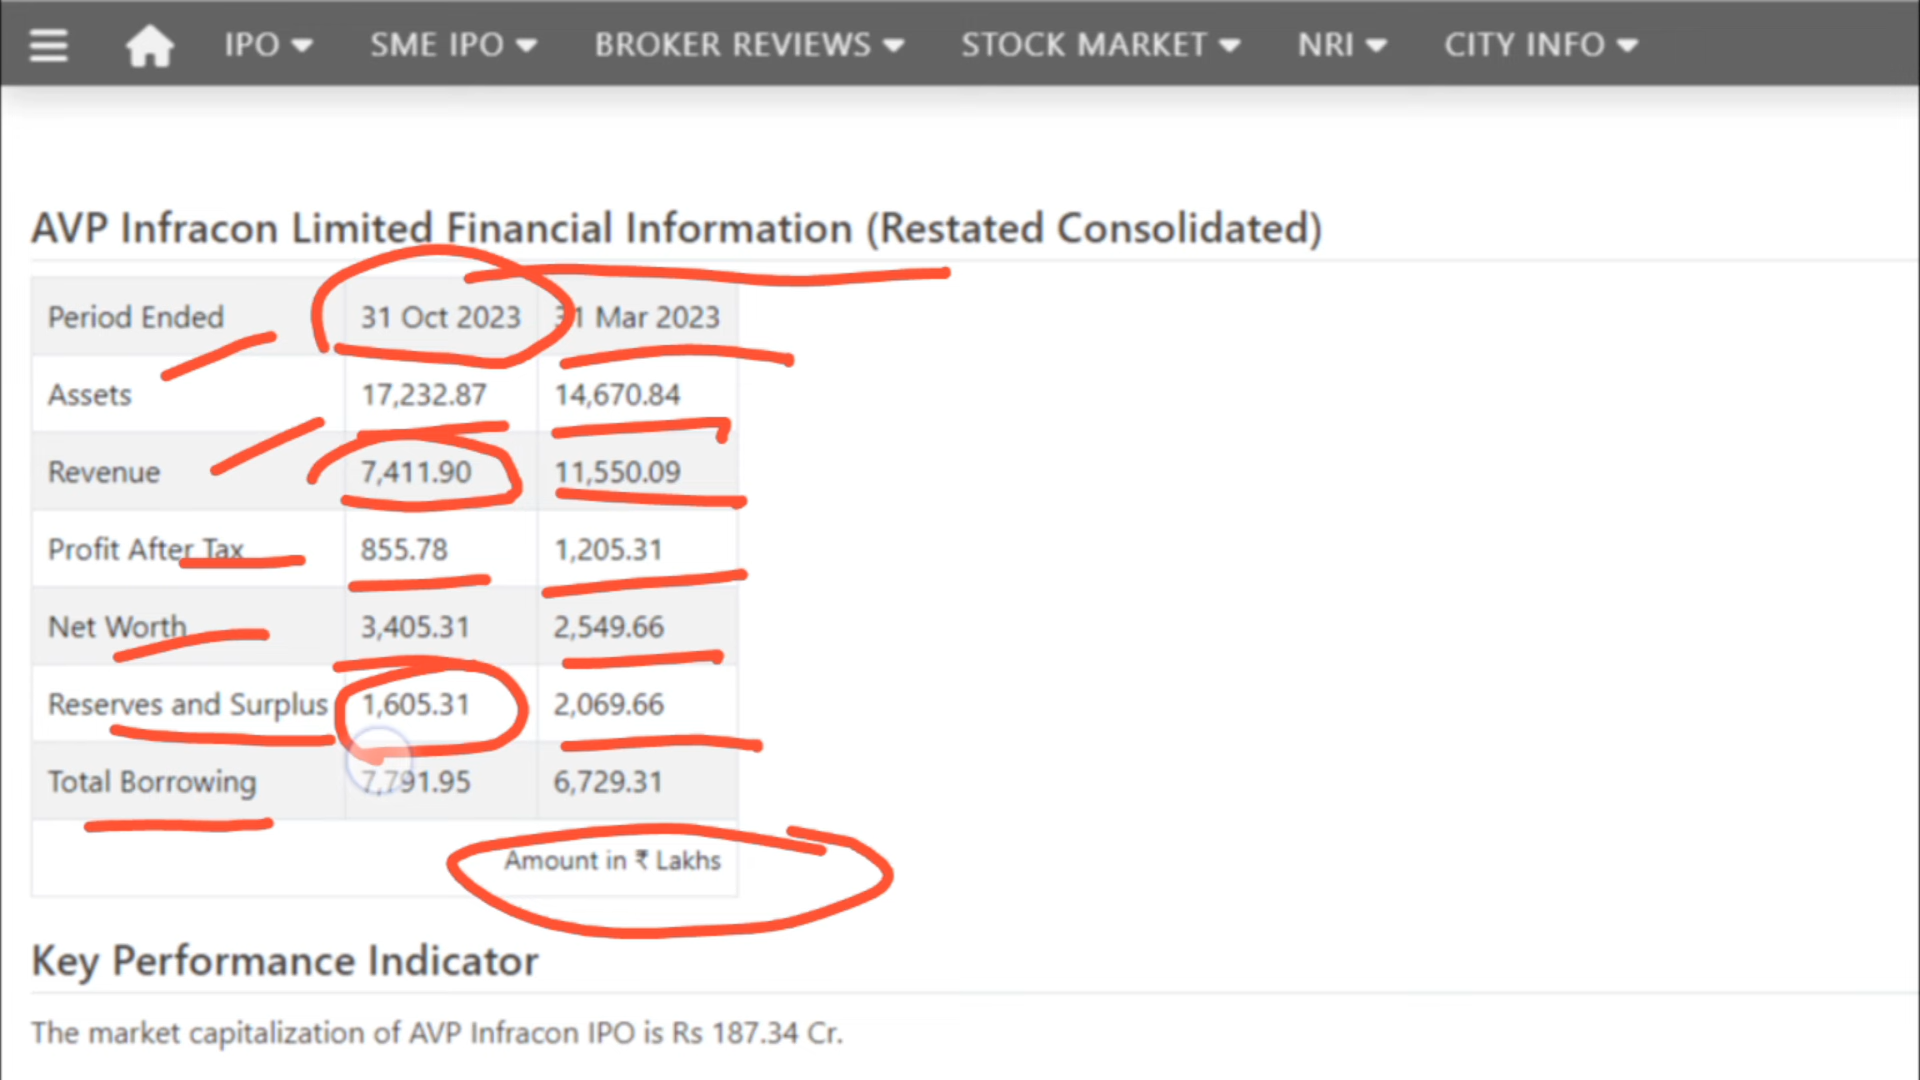 IPO SME IPO BROKER REVIEWS STOCK MARKET NRI CITY INFO
AVP Infracon Limited Financial Information (Restated Consolidated)
Period Ended 31 Oct 2023 31 Mar 2023
Assets 17,232.87 14,670.84
Revenue 7,411.90 11,550.09
Profit After Tax 855.78 1,205.31
Net Worth 3,405.31 2,549.66
Reserves and Surplus 1,605.31 2,069.66
Total Borrowing 7,791.95 6,729.31
Amount in ₹ Lakhs
Key Performance Indicator
The market capitalization of AVP Infracon IPO is Rs 187.34 Cr.